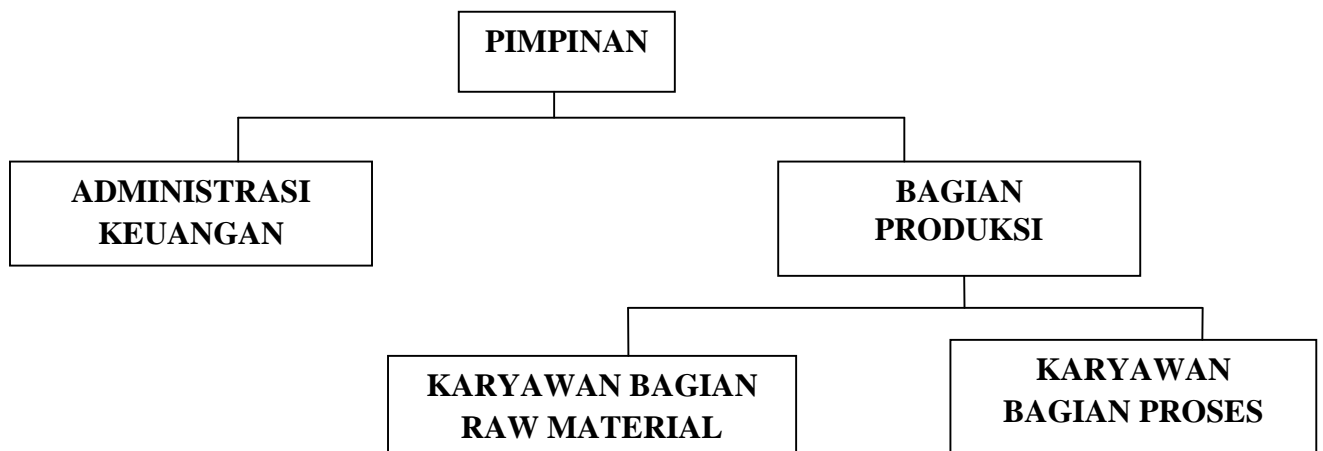 PIMPINAN
ADMINISTRASI
KEUANGAN
BAGIAN
PRODUKSI
KARYAWAN BAGIAN
RAW MATERIAL
KARYAWAN
BAGIAN PROSES